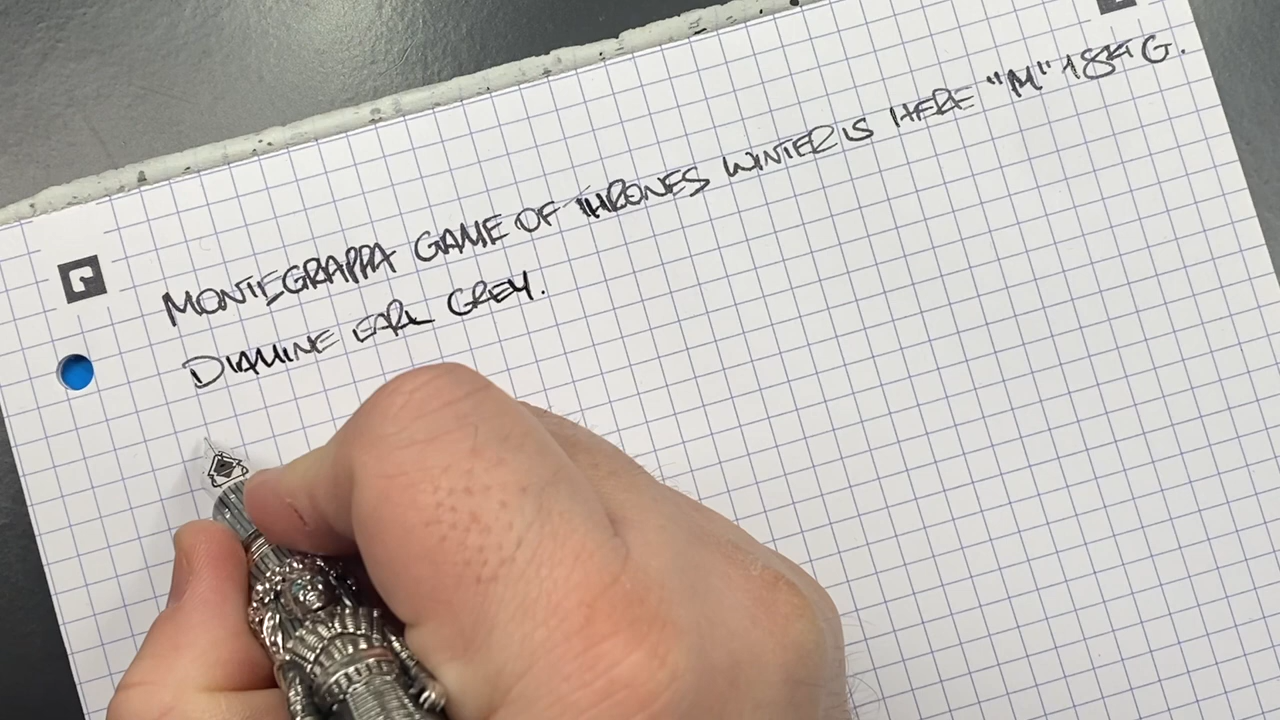 MONTEGRAPPA GAME OF THRONES WINTER IS HERE "M" 18K G.
DIAMINE EARL GREY.